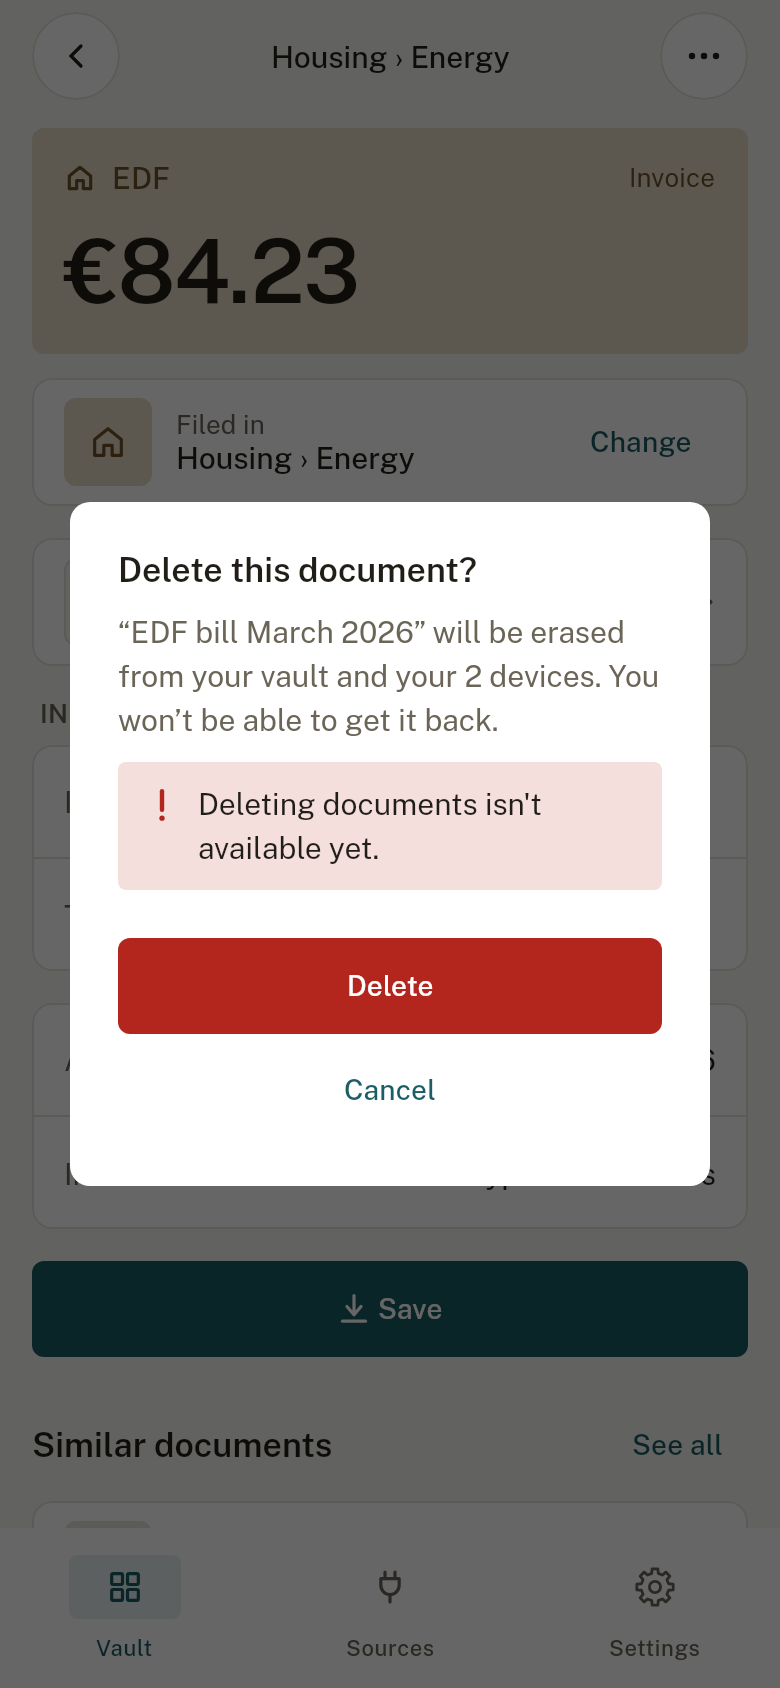 Housing › Energy
EDF
Invoice
€84.23
Filed in
Housing › Energy
Change
Delete this document?
“EDF bill March 2026” will be erased
from your vault and your 2 devices. You
won’t be able to get it back.
Deleting documents isn't
available yet.
Delete
Cancel
Save
Similar documents
See all
Vault
Sources
Settings